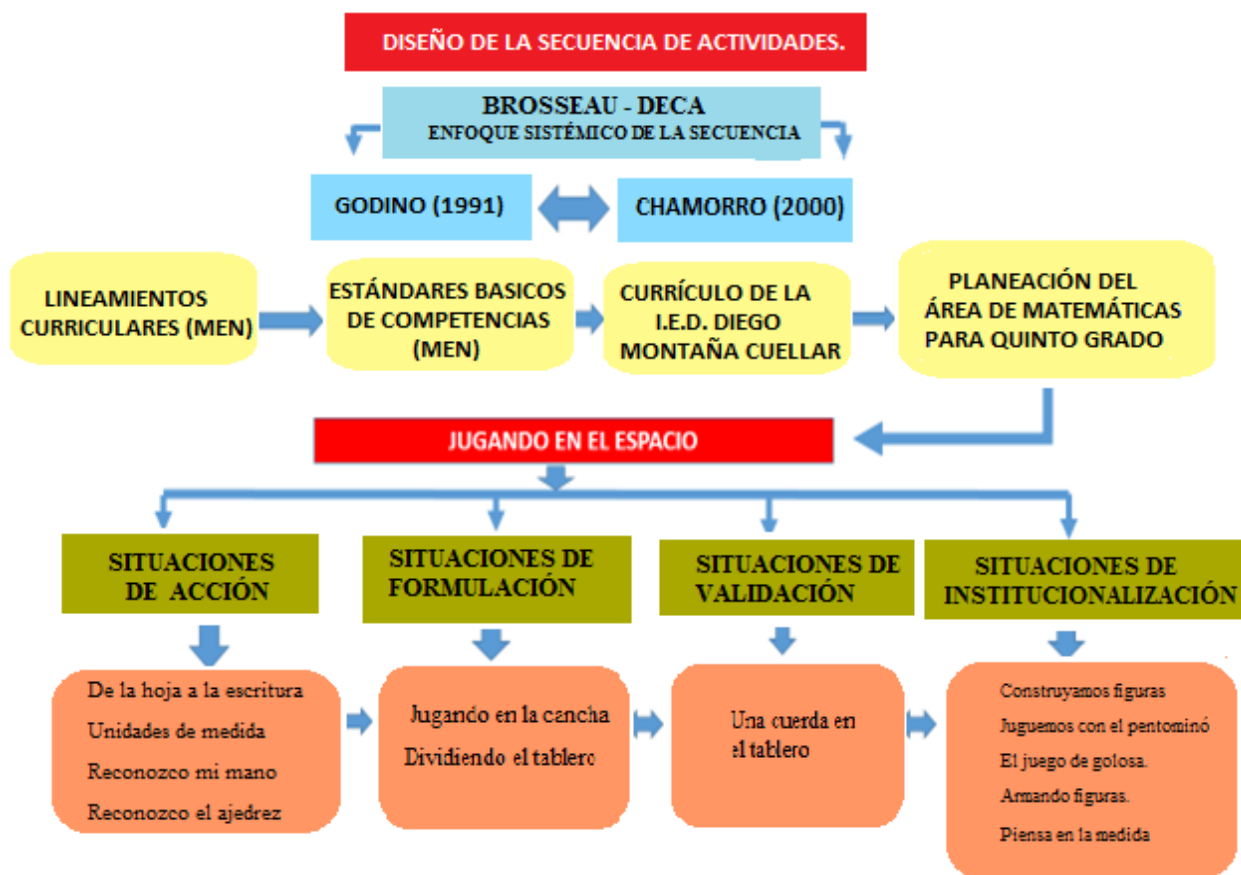 DISEÑO DE LA SECUENCIA DE ACTIVIDADES.
BROSSEAU - DECA
ENFOQUE SISTÉMICO DE LA SECUENCIA
GODINO (1991)
CHAMORRO (2000)
LINEAMIENTOS
CURRICULARES (MEN)
ESTÁNDARES BASICOS
DE COMPETENCIAS
(MEN)
CURRÍCULO DE LA
I.E.D. DIEGO
MONTAÑA CUELLAR
PLANEACIÓN DEL
ÁREA DE MATEMÁTICAS
PARA QUINTO GRADO
JUGANDO EN EL ESPACIO
SITUACIONES
DE ACCIÓN
SITUACIONES DE
FORMULACIÓN
SITUACIONES DE
VALIDACIÓN
SITUACIONES DE
INSTITUCIONALIZACIÓN
De la hoja a la escritura
Unidades de medida
Reconozco mi mano
Reconozco el ajedrez
Jugando en la cancha
Dividiendo el tablero
Una cuerda en
el tablero
Construyamos figuras
Juguemos con el pentominó
El juego de golosa.
Armando figuras.
Piensa en la medida